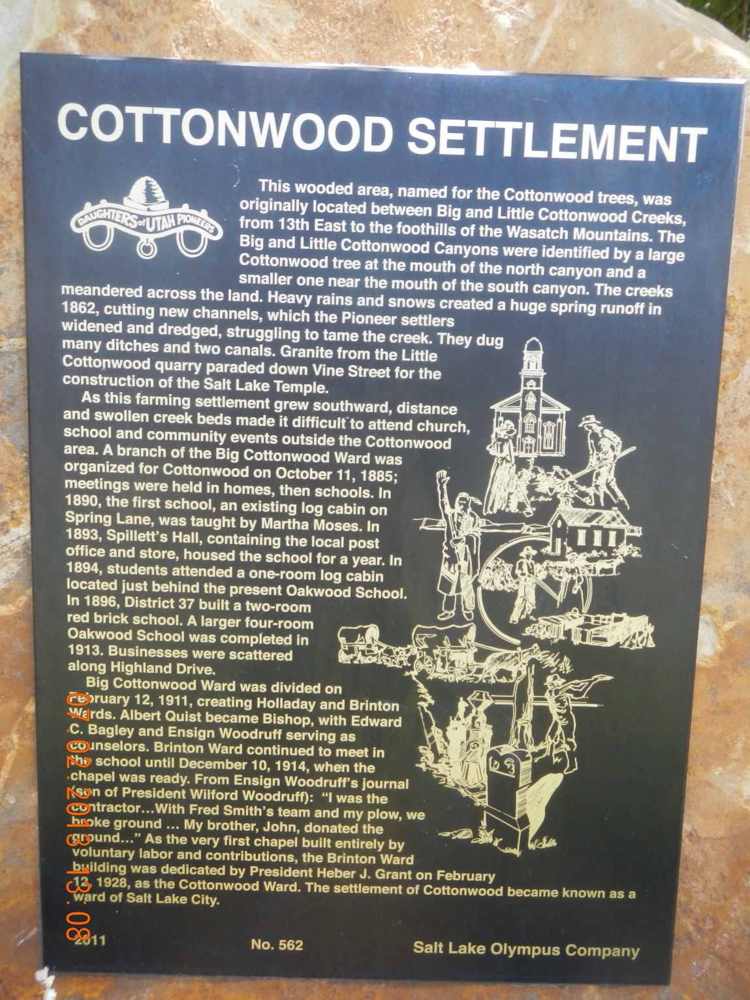 COTTONWOOD SETTLEMENT
DAUGHTERS of UTAH PIONEERS
This wooded area, named for the Cottonwood trees, was
originally located between Big and Little Cottonwood Creeks,
from 13th East to the foothills of the Wasatch Mountains. The
Big and Little Cottonwood Canyons were identified by a large
Cottonwood tree at the mouth of the north canyon and a
smaller one near the mouth of the south canyon. The creeks
meandered across the land. Heavy rains and snows created a huge spring runoff in
1862, cutting new channels, which the Pioneer settlers
widened and dredged, struggling to tame the creek. They dug
many ditches and two canals. Granite from the Little
Cottonwood quarry paraded down Vine Street for the
construction of the Salt Lake Temple.
As this farming settlement grew southward, distance
and swollen creek beds made it difficult to attend church,
school and community events outside the Cottonwood
area. A branch of the Big Cottonwood Ward was
organized for Cottonwood on October 11, 1885;
meetings were held in homes, then schools. In
1890, the first school, an existing log cabin on
Spring Lane, was taught by Martha Moses. In
1893, Spillett's Hall, containing the local post
office and store, housed the school for a year. In
1894, students attended a one-room log cabin
located just behind the present Oakwood School.
In 1896, District 37 built a two-room
red brick school. A larger four-room
Oakwood School was completed in
1913. Businesses were scattered
along Highland Drive.
Big Cottonwood Ward was divided on
February 12, 1911, creating Holladay and Brinton
Wards. Albert Quist became Bishop, with Edward
C. Bagley and Ensign Woodruff serving as
counselors. Brinton Ward continued to meet in
the school until December 10, 1914, when the
chapel was ready. From Ensign Woodruff's journal
(son of President Wilford Woodruff): "I was the
contractor...With Fred Smith's team and my plow, we
broke ground ... My brother, John, donated the
ground..." As the very first chapel built entirely by
voluntary labor and contributions, the Brinton Ward
building was dedicated by President Heber J. Grant on February
12, 1928, as the Cottonwood Ward. The settlement of Cottonwood became known as a
ward of Salt Lake City.
2011 No. 562 Salt Lake Olympus Company
07.02.2013 13:08